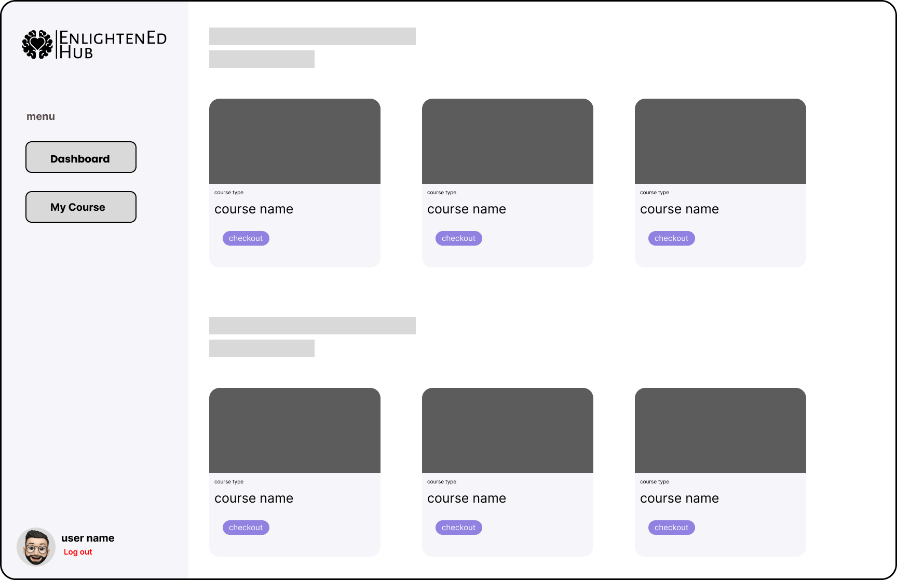 ENLIGHTENED
HUB
menu
Dashboard
My Course
user name
Log out
course type
course name
checkout
course type
course name
checkout
course type
course name
checkout
course type
course name
checkout
course type
course name
checkout
course type
course name
checkout